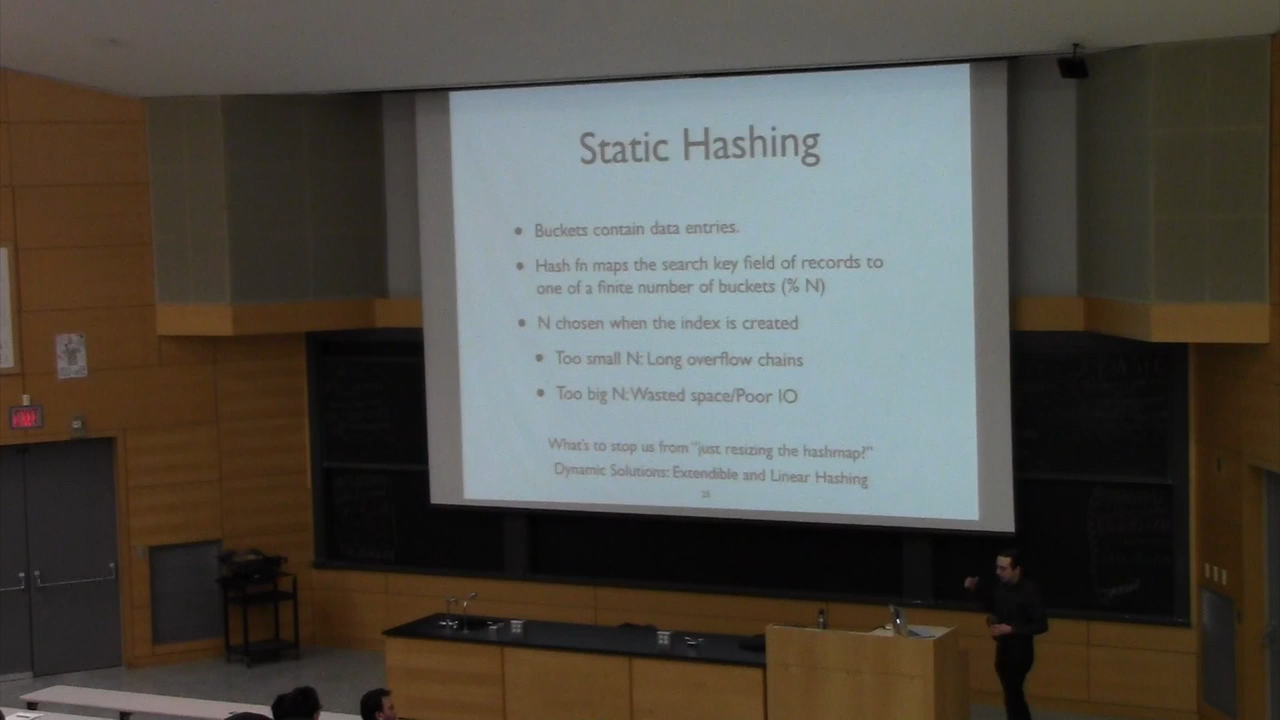 Static Hashing
• Buckets contain data entries.
• Hash fn maps the search key field of records to
one of a finite number of buckets (% N)
• N chosen when the index is created
• Too small N: Long overflow chains
• Too big N: Wasted space/Poor IO
What's to stop us from "just resizing the hashmap?"
Dynamic Solutions: Extendible and Linear Hashing